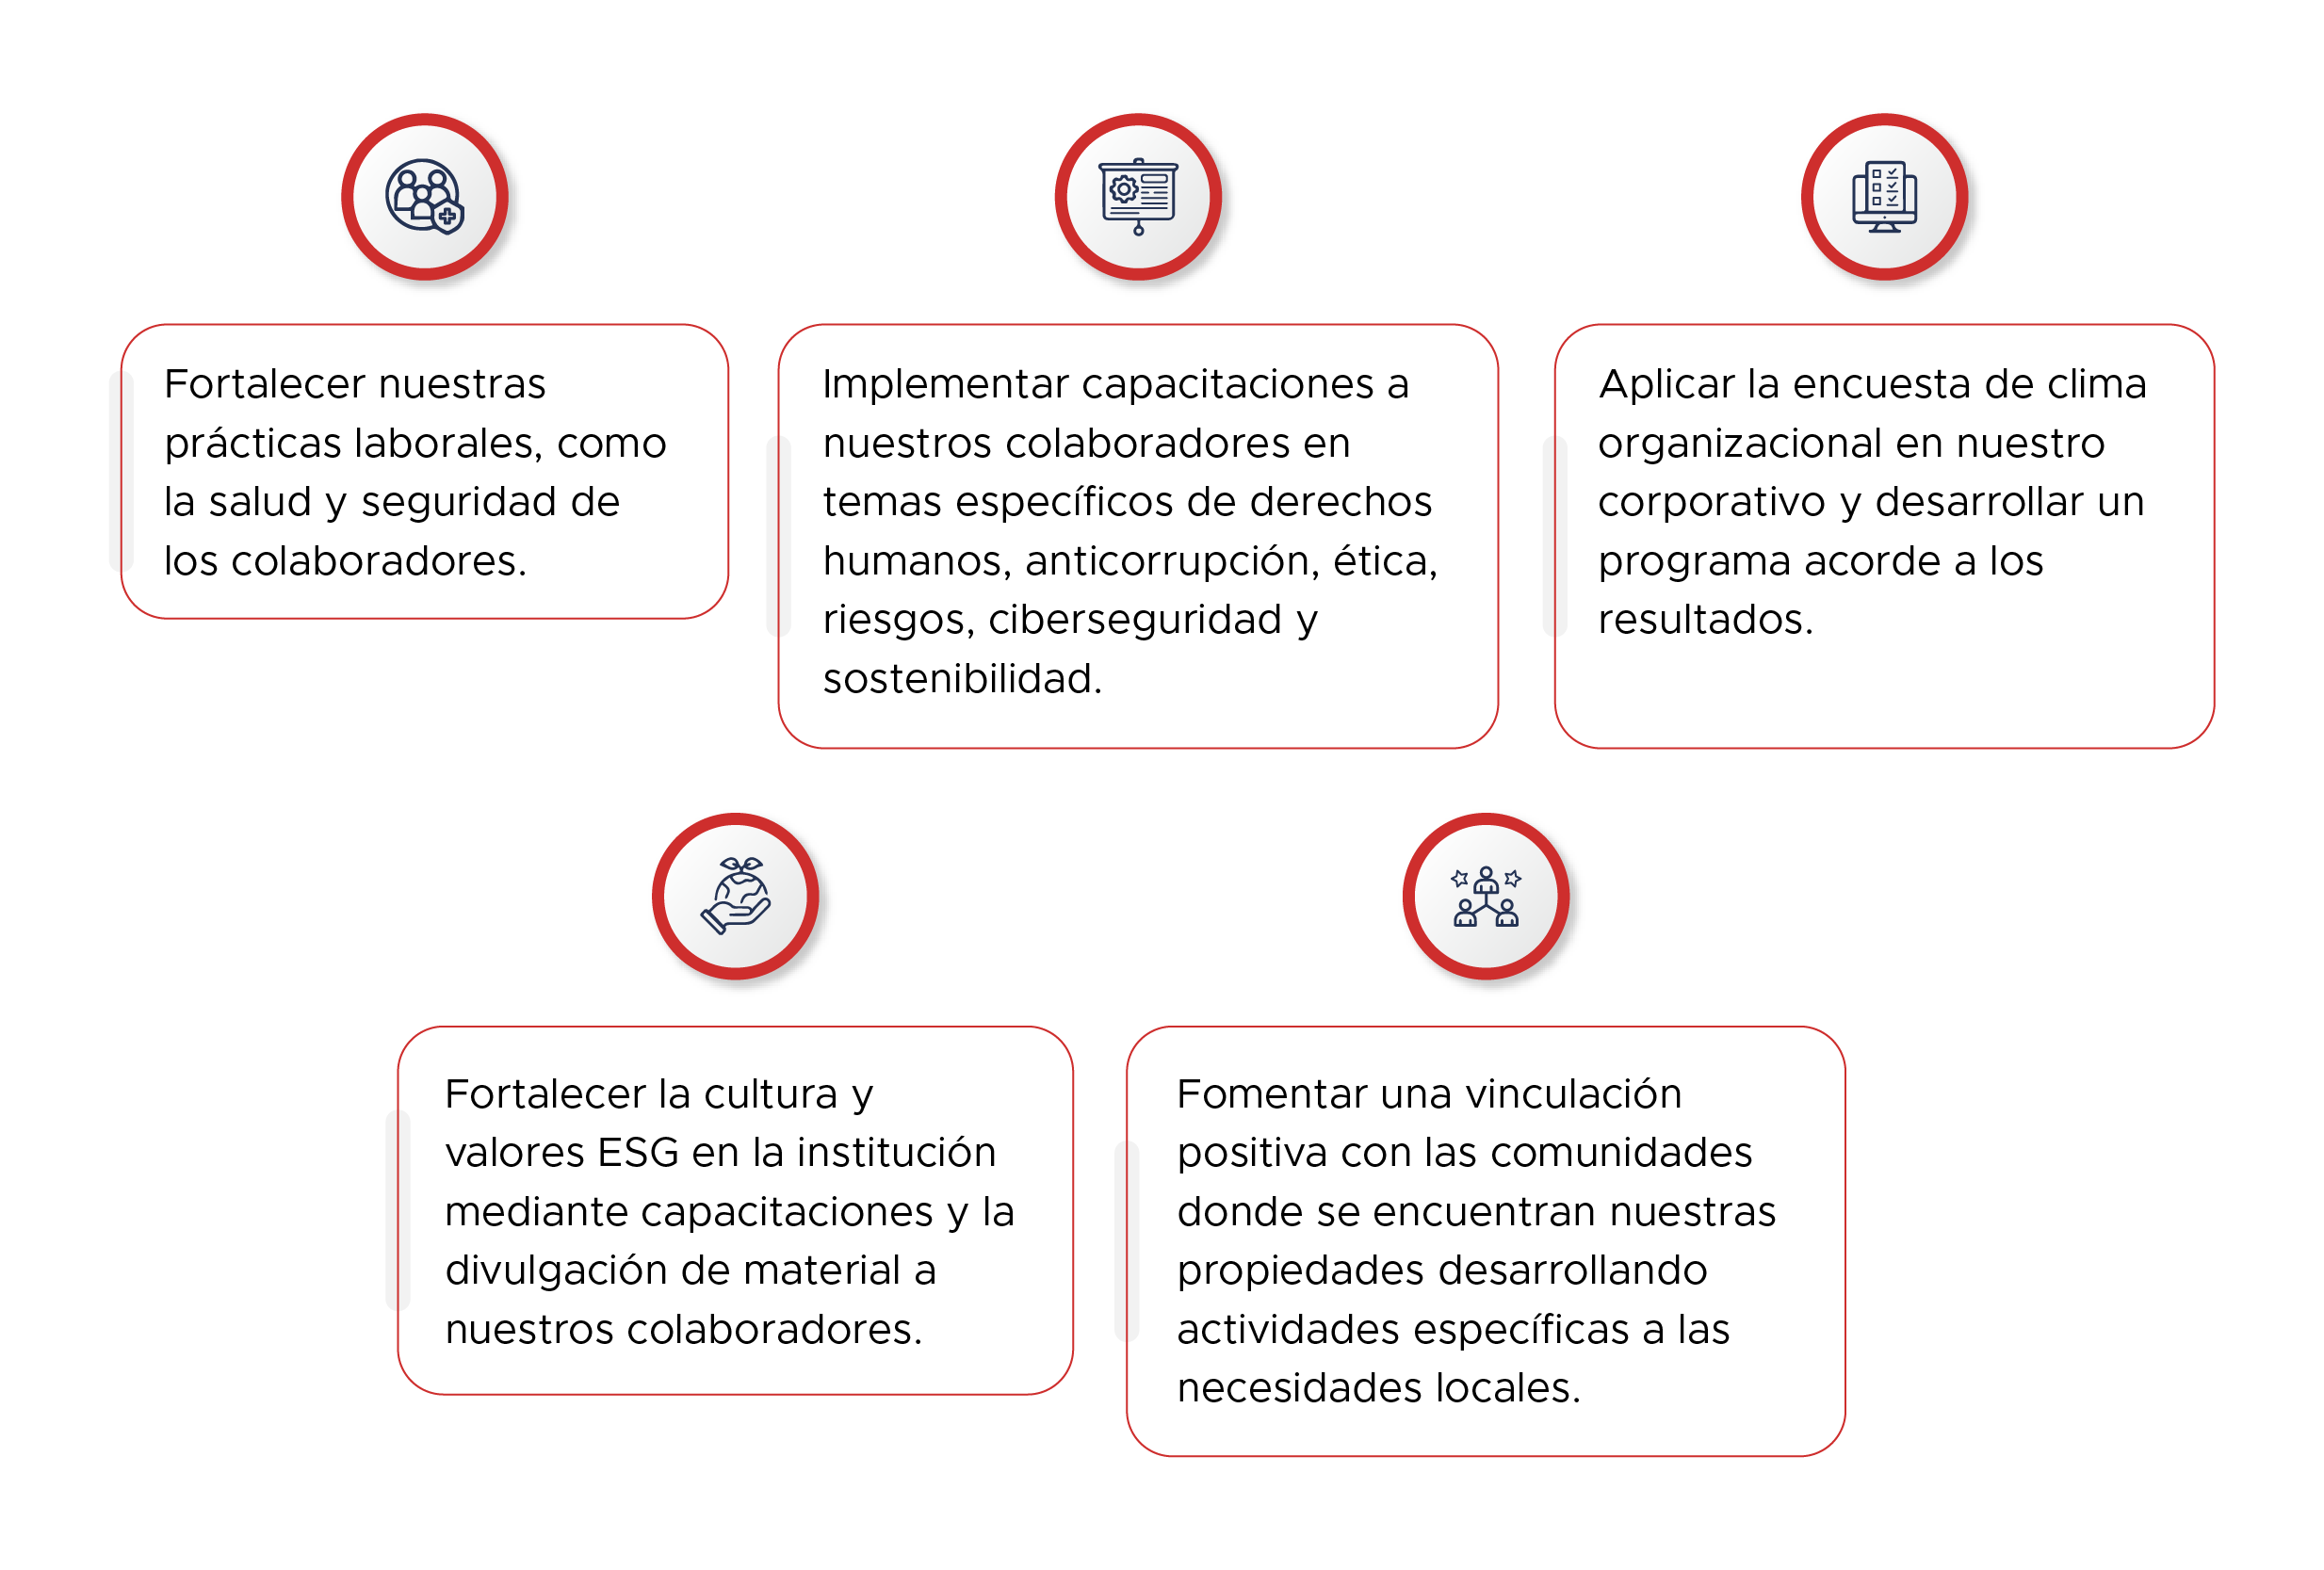 Fortalecer nuestras
prácticas laborales, como
la salud y seguridad de
los colaboradores.
Implementar capacitaciones a
nuestros colaboradores en
temas específicos de derechos
humanos, anticorrupción, ética,
riesgos, ciberseguridad y
sostenibilidad.
Aplicar la encuesta de clima
organizacional en nuestro
corporativo y desarrollar un
programa acorde a los
resultados.
Fortalecer la cultura y
valores ESG en la institución
mediante capacitaciones y la
divulgación de material a
nuestros colaboradores.
Fomentar una vinculación
positiva con las comunidades
donde se encuentran nuestras
propiedades desarrollando
actividades específicas a las
necesidades locales.